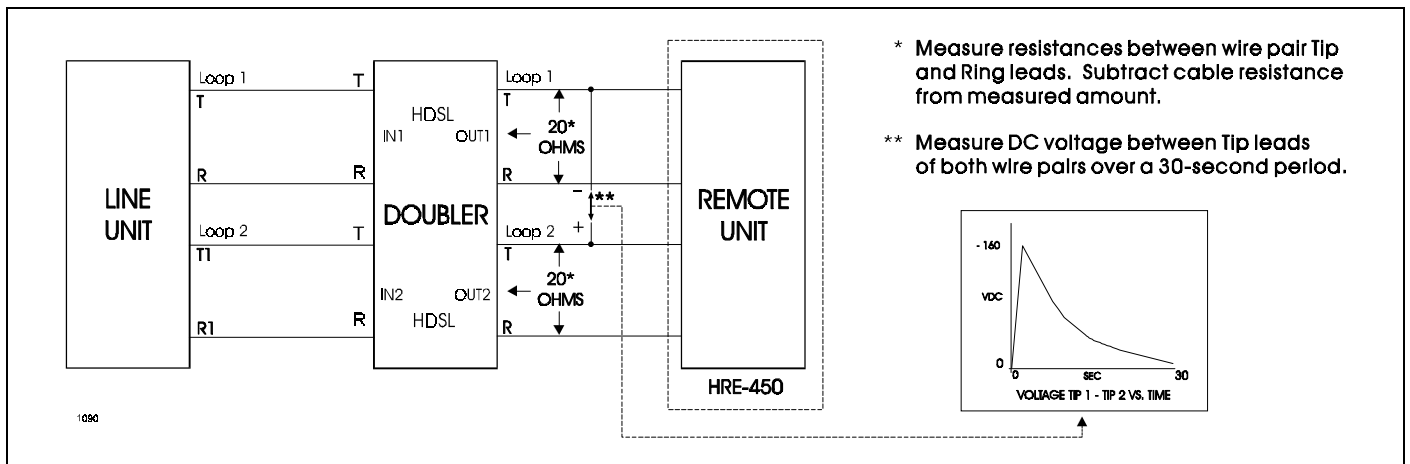 LINE
UNIT
Loop 1
T
T
R
R
Loop 2
T
T1
R
R1
HDSL
IN1
OUT1
DOUBLER
IN2
OUT2
HDSL
Loop 1
T
20*
OHMS
R
-
**
+
Loop 2
T
20*
OHMS
R
REMOTE
UNIT
HRE-450
* Measure resistances between wire pair Tip
and Ring leads. Subtract cable resistance
from measured amount.
** Measure DC voltage between Tip leads
of both wire pairs over a 30-second period.
- 160
VDC
0
0
SEC
30
VOLTAGE TIP 1 - TIP 2 VS. TIME
1090